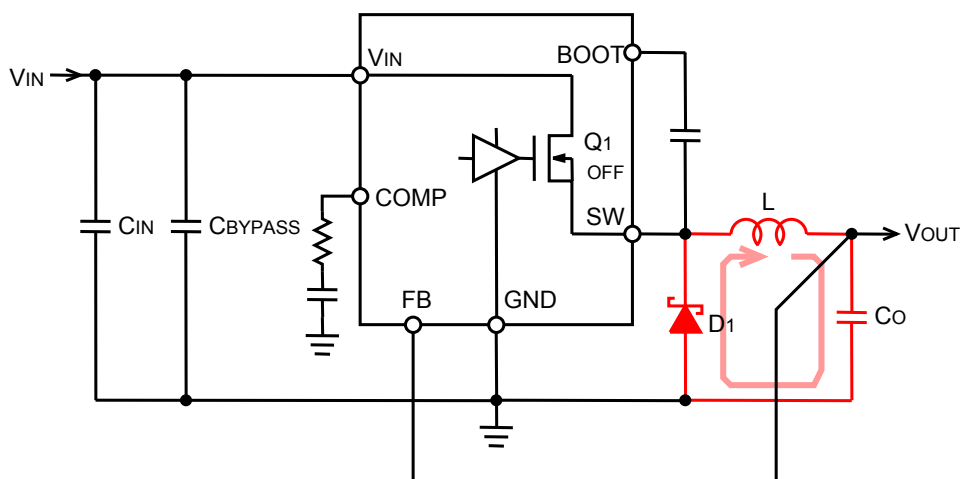 VIN
VIN
BOOT
Q1
OFF
COMP
CIN
CBYPASS
SW
L
VOUT
FB
GND
D1
CO